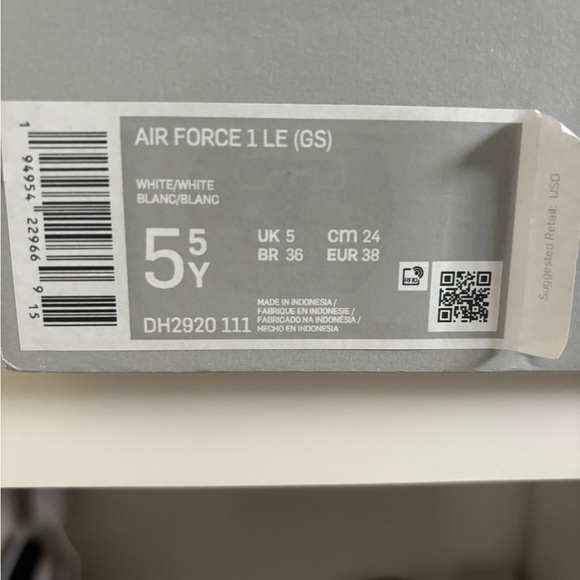 AIR FORCE 1 LE (GS)
WHITE/WHITE
BLANC/BLANC
5 5 Y
UK 5 cm 24
BR 36 EUR 38
DH2920 111
MADE IN INDONESIA /
FABRIQUE EN INDONESIE /
FABRICADO NA INDONÉSIA /
HECHO EN INDONESIA
RFID
Suggested Retail: USD
1 94954 22966 9 15